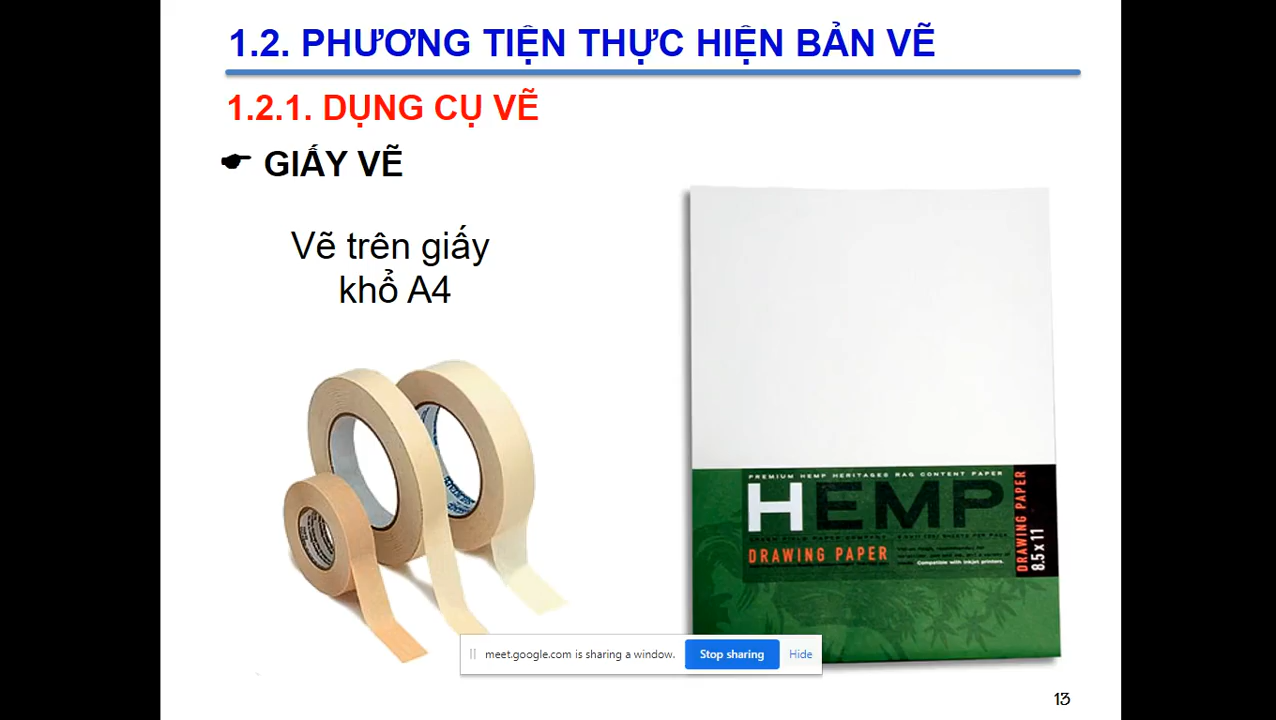 1.2. PHƯƠNG TIỆN THỰC HIỆN BẢN VẼ
1.2.1. DỤNG CỤ VẼ
GIẤY VẼ
Vẽ trên giấy
khổ A4
PREMIUM HEMP HERITAGES RAG CONTENT PAPER
HEMP
DRAWING PAPER
Compatible with inkjet printers.
DRAWING PAPER
8.5 x 11
meet.google.com is sharing a window.
Stop sharing
Hide
13